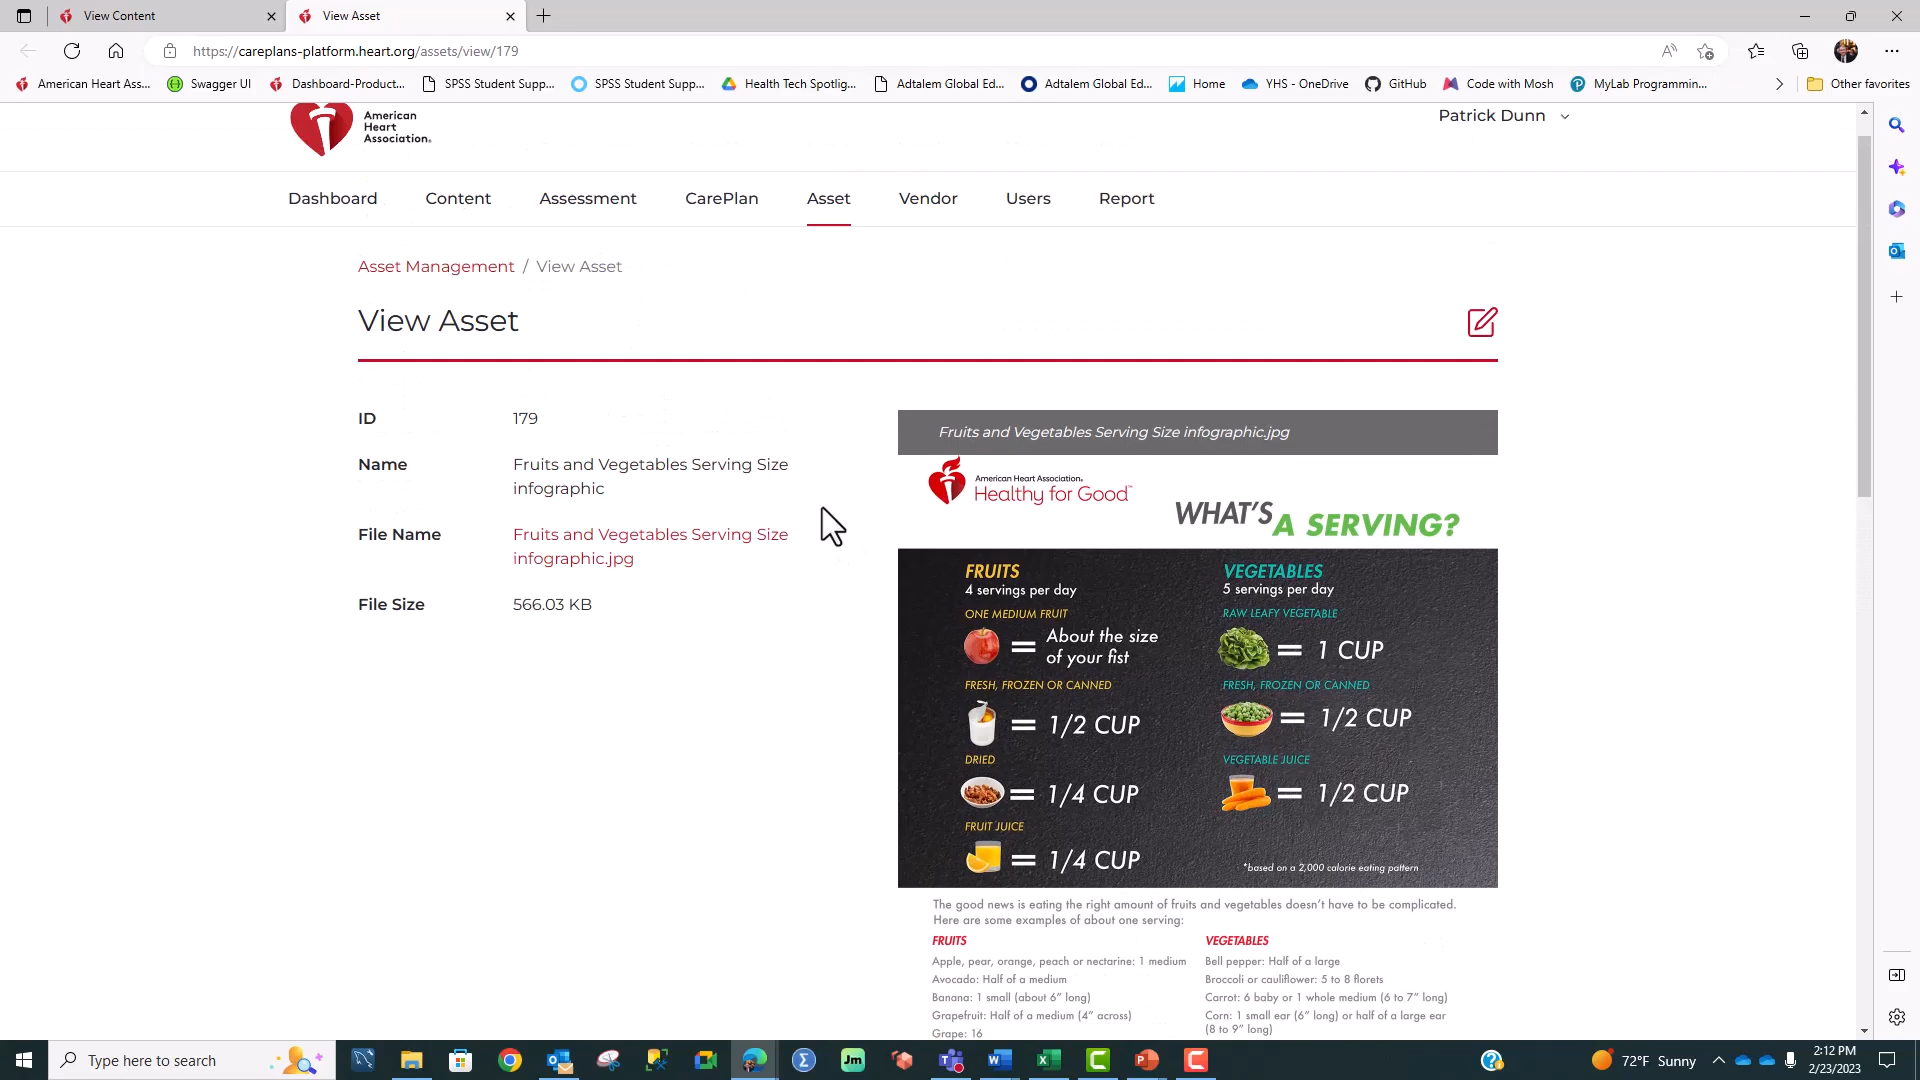 View Content
View Asset
https://careplans-platform.heart.org/assets/view/179
American Heart Ass...
Swagger UI
Dashboard-Product...
SPSS Student Supp...
SPSS Student Supp...
Health Tech Spotlig...
Adtalem Global Ed...
Adtalem Global Ed...
Home
YHS - OneDrive
GitHub
Code with Mosh
MyLab Programmin...
Other favorites
American
Heart
Association.
Patrick Dunn
Dashboard
Content
Assessment
CarePlan
Asset
Vendor
Users
Report
Asset Management / View Asset
View Asset
ID
179
Name
Fruits and Vegetables Serving Size
infographic
File Name
Fruits and Vegetables Serving Size
infographic.jpg
File Size
566.03 KB
Fruits and Vegetables Serving Size infographic.jpg
American Heart Association.
Healthy for Good™
WHAT'S A SERVING?
FRUITS
4 servings per day
ONE MEDIUM FRUIT
= About the size
of your fist
FRESH, FROZEN OR CANNED
= 1/2 CUP
DRIED
= 1/4 CUP
FRUIT JUICE
= 1/4 CUP
VEGETABLES
5 servings per day
RAW LEAFY VEGETABLE
= 1 CUP
FRESH, FROZEN OR CANNED
= 1/2 CUP
VEGETABLE JUICE
= 1/2 CUP
*based on a 2,000 calorie eating pattern
The good news is eating the right amount of fruits and vegetables doesn't have to be complicated.
Here are some examples of about one serving:
FRUITS
Apple, pear, orange, peach or nectarine: 1 medium
Avocado: Half of a medium
Banana: 1 small (about 6" long)
Grapefruit: Half of a medium (4" across)
Grape: 16
VEGETABLES
Bell pepper: Half of a large
Broccoli or cauliflower: 5 to 8 florets
Carrot: 6 baby or 1 whole medium (6 to 7" long)
Corn: 1 small ear (6" long) or half of a large ear
(8 to 9" long)
Type here to search
Jm
72°F Sunny
2:12 PM
2/23/2023